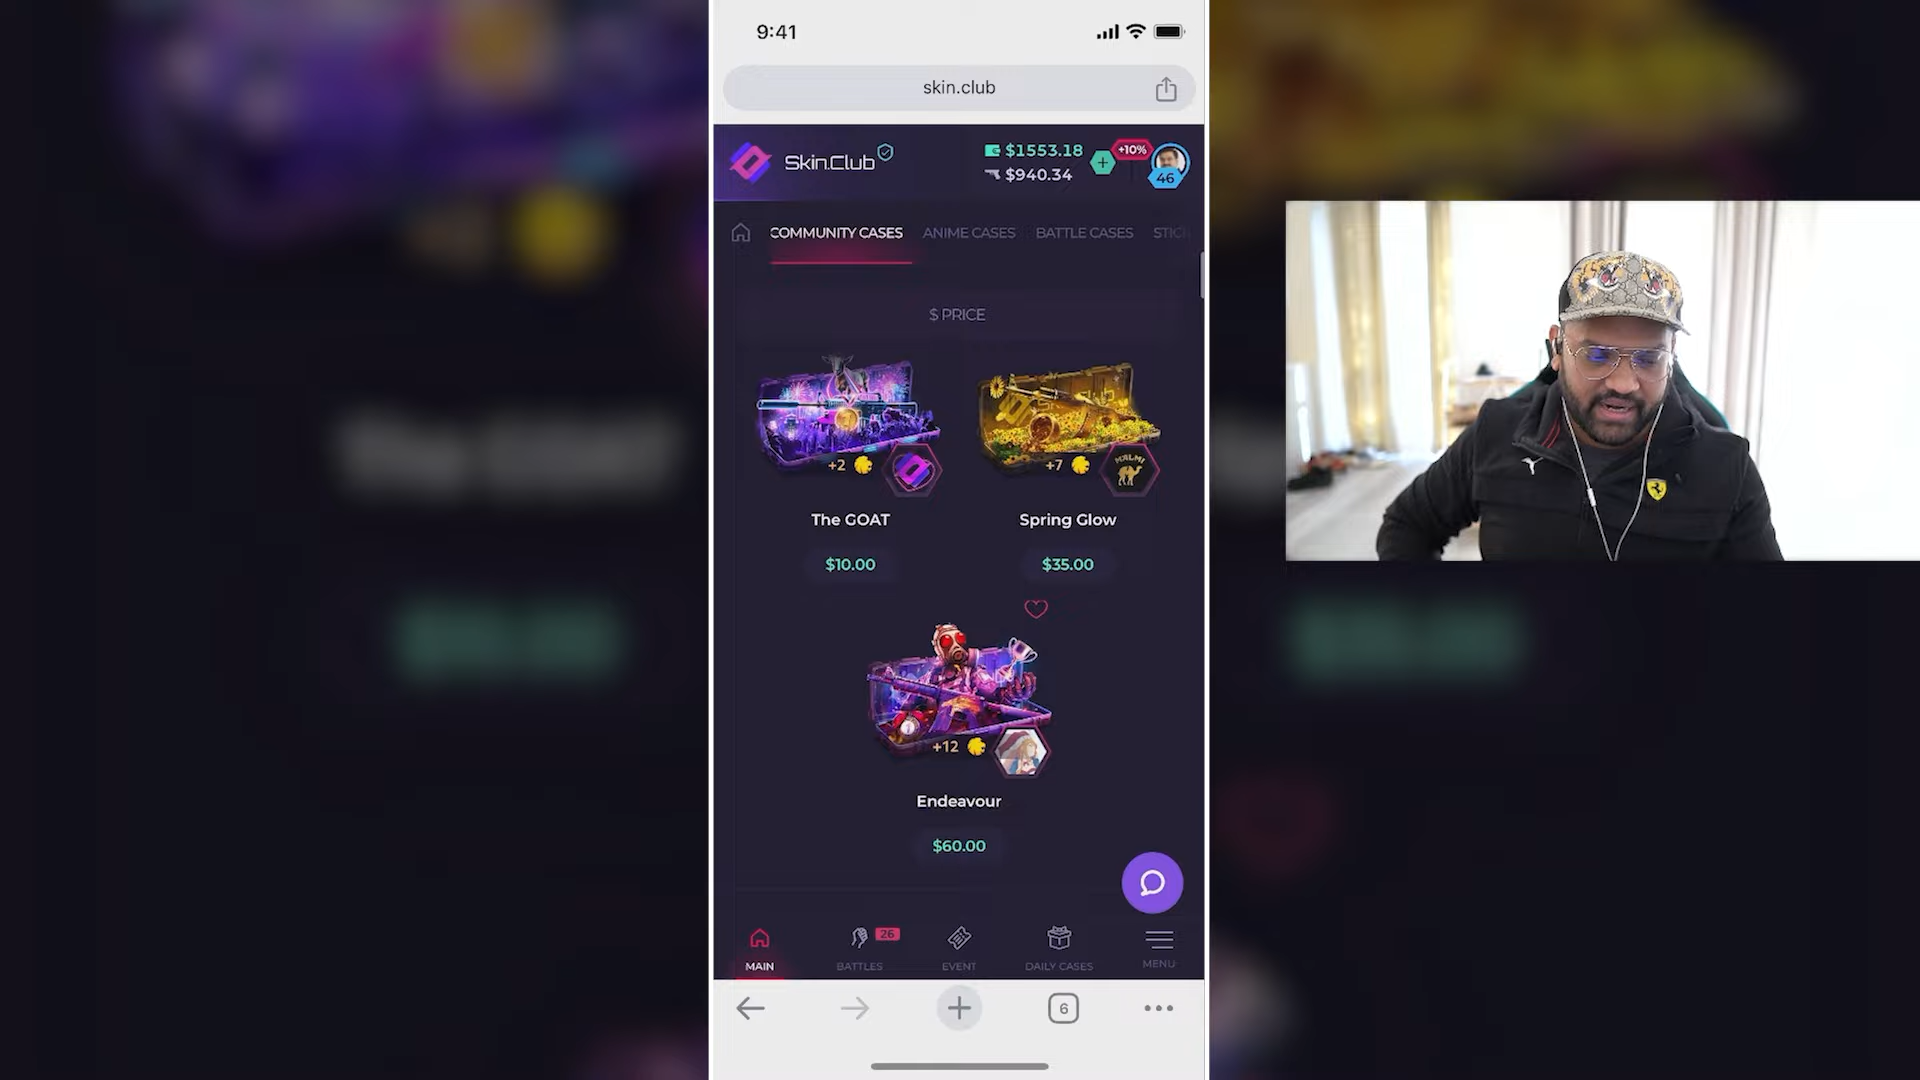 9:41
skin.club
Skin.Club
$1553.18
$940.34
+10%
46
COMMUNITY CASES
ANIME CASES
BATTLE CASES
$ PRICE
+2
+7
The GOAT
Spring Glow
$10.00
$35.00
+12
Endeavour
$60.00
26
MAIN
BATTLES
EVENT
DAILY CASES
MENU
6